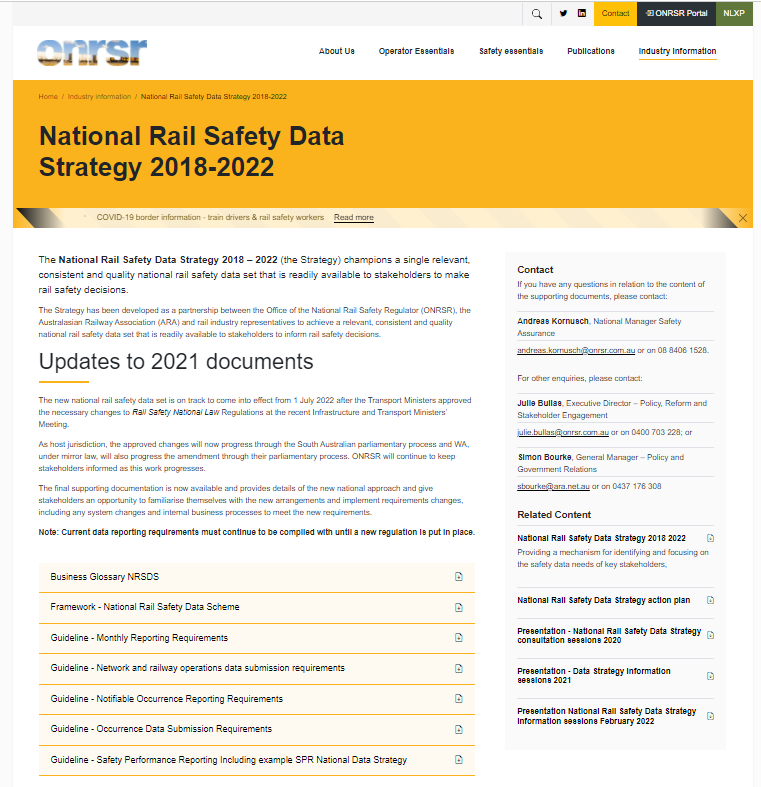 Contact
ONRSR Portal
NLXP
onrsr
About Us
Operator Essentials
Safety essentials
Publications
Industry Information
Home / Industry information / National Rail Safety Data Strategy 2018-2022
National Rail Safety Data
Strategy 2018-2022
COVID-19 border information - train drivers & rail safety workers Read more
The National Rail Safety Data Strategy 2018 – 2022 (the Strategy) champions a single relevant,
consistent and quality national rail safety data set that is readily available to stakeholders to make
rail safety decisions.
The Strategy has been developed as a partnership between the Office of the National Rail Safety Regulator (ONRSR), the
Australasian Railway Association (ARA) and rail industry representatives to achieve a relevant, consistent and quality
national rail safety data set that is readily available to stakeholders to inform rail safety decisions.
Updates to 2021 documents
The new national rail safety data set is on track to come into effect from 1 July 2022 after the Transport Ministers approved
the necessary changes to Rail Safety National Law Regulations at the recent Infrastructure and Transport Ministers'
Meeting.
As host jurisdiction, the approved changes will now progress through the South Australian parliamentary process and WA,
under mirror law, will also progress the amendment through their parliamentary process. ONRSR will continue to keep
stakeholders informed as this work progresses.
The final supporting documentation is now available and provides details of the new national approach and give
stakeholders an opportunity to familiarise themselves with the new arrangements and implement requirements changes,
including any system changes and internal business processes to meet the new requirements.
Note: Current data reporting requirements must continue to be complied with until a new regulation is put in place.
Business Glossary NRSDS
Framework - National Rail Safety Data Scheme
Guideline - Monthly Reporting Requirements
Guideline - Network and railway operations data submission requirements
Guideline - Notifiable Occurrence Reporting Requirements
Guideline - Occurrence Data Submission Requirements
Guideline - Safety Performance Reporting Including example SPR National Data Strategy
Contact
If you have any questions in relation to the content of
the supporting documents, please contact:
Andreas Kornusch, National Manager Safety
Assurance
andreas.kornusch@onrsr.com.au or on 08 8406 1528.
For other enquiries, please contact:
Julie Bullas, Executive Director – Policy, Reform and
Stakeholder Engagement
julie.bullas@onrsr.com.au or on 0400 703 228; or
Simon Bourke, General Manager – Policy and
Government Relations
sbourke@ara.net.au or on 0437 176 308
Related Content
National Rail Safety Data Strategy 2018 2022
Providing a mechanism for identifying and focusing on
the safety data needs of key stakeholders,
National Rail Safety Data Strategy action plan
Presentation - National Rail Safety Data Strategy
consultation sessions 2020
Presentation - Data Strategy Information
sessions 2021
Presentation National Rail Safety Data Strategy
Information sessions February 2022